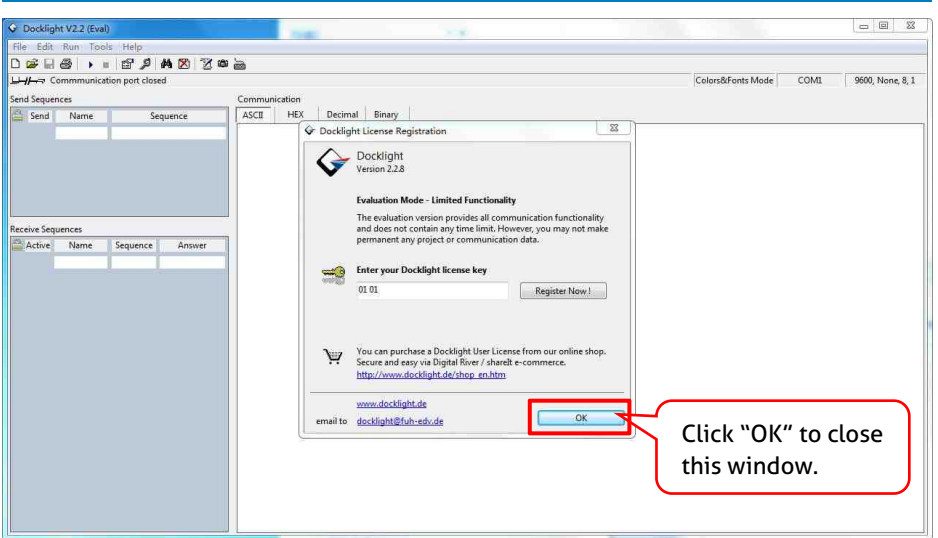 Docklight V2.2 (Eval)
File Edit Run Tools Help
Commmunication port closed
Colors&Fonts Mode COM1 9600, None, 8, 1
Send Sequences
Send Name Sequence
Communication
ASCII HEX Decimal Binary
Docklight License Registration
Docklight
Version 2.2.8
Evaluation Mode - Limited Functionality
The evaluation version provides all communication functionality
and does not contain any time limit. However, you may not make
permanent any project or communication data.
Receive Sequences
Active Name Sequence Answer
Enter your Docklight license key
01 01
Register Now !
You can purchase a Docklight User License from our online shop.
Secure and easy via Digital River / shareIt e-commerce.
http://www.docklight.de/shop_en.htm
www.docklight.de
email to docklight@fuh-edv.de
OK
Click “OK” to close
this window.